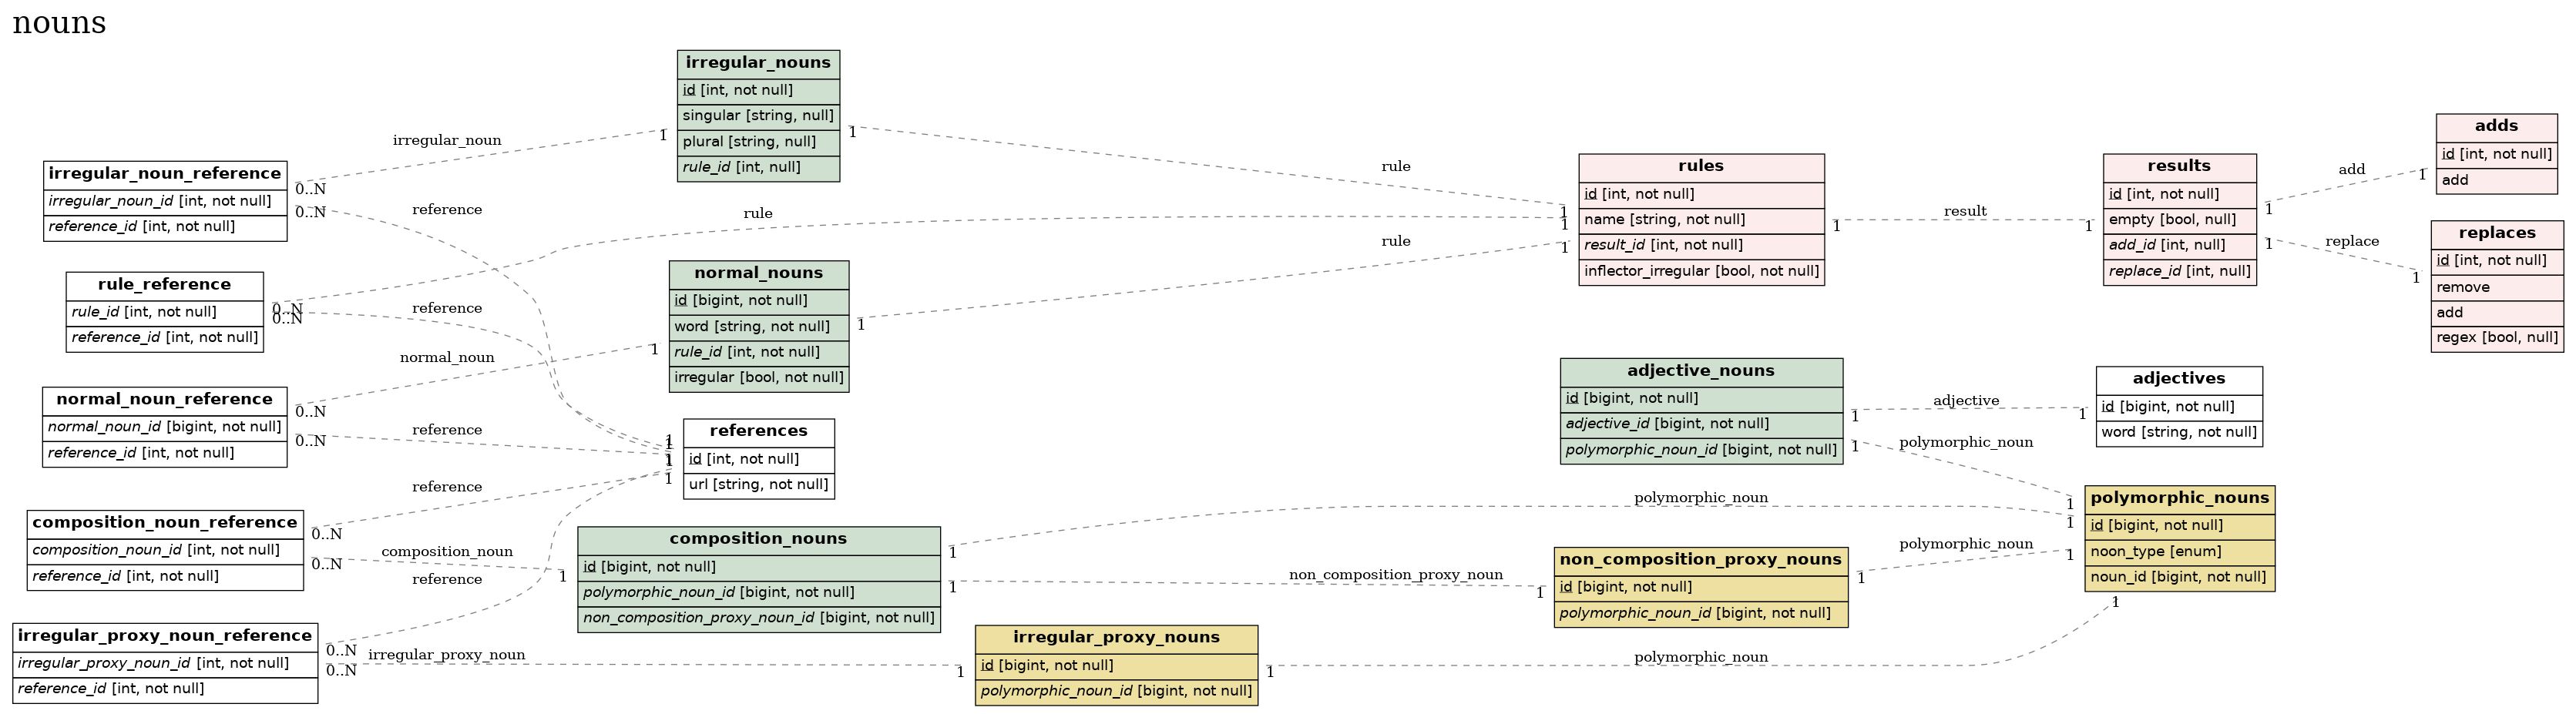 nouns
irregular_nouns
id [int, not null]
singular [string, null]
plural [string, null]
rule_id [int, null]
irregular_noun_reference
irregular_noun_id [int, not null]
reference_id [int, not null]
rule_reference
rule_id [int, not null]
reference_id [int, not null]
normal_noun_reference
normal_noun_id [bigint, not null]
reference_id [int, not null]
composition_noun_reference
composition_noun_id [int, not null]
reference_id [int, not null]
irregular_proxy_noun_reference
irregular_proxy_noun_id [int, not null]
reference_id [int, not null]
irregular_noun
0..N
1
reference
0..N
1
rule
0..N
1
reference
0..N
1
normal_noun
0..N
1
reference
0..N
1
reference
0..N
1
composition_noun
0..N
1
reference
0..N
1
irregular_proxy_noun
0..N
1
normal_nouns
id [bigint, not null]
word [string, not null]
rule_id [int, not null]
irregular [bool, not null]
references
id [int, not null]
url [string, not null]
composition_nouns
id [bigint, not null]
polymorphic_noun_id [bigint, not null]
non_composition_proxy_noun_id [bigint, not null]
irregular_proxy_nouns
id [bigint, not null]
polymorphic_noun_id [bigint, not null]
1
rule
1
1
rule
1
1
polymorphic_noun
1
1
non_composition_proxy_noun
1
1
polymorphic_noun
1
rules
id [int, not null]
name [string, not null]
result_id [int, not null]
inflector_irregular [bool, not null]
adjective_nouns
id [bigint, not null]
adjective_id [bigint, not null]
polymorphic_noun_id [bigint, not null]
non_composition_proxy_nouns
id [bigint, not null]
polymorphic_noun_id [bigint, not null]
1
result
1
1
adjective
1
1
polymorphic_noun
1
1
polymorphic_noun
1
results
id [int, not null]
empty [bool, null]
add_id [int, null]
replace_id [int, null]
adjectives
id [bigint, not null]
word [string, not null]
polymorphic_nouns
id [bigint, not null]
noon_type [enum]
noun_id [bigint, not null]
1
add
1
1
replace
1
adds
id [int, not null]
add
replaces
id [int, not null]
remove
add
regex [bool, null]